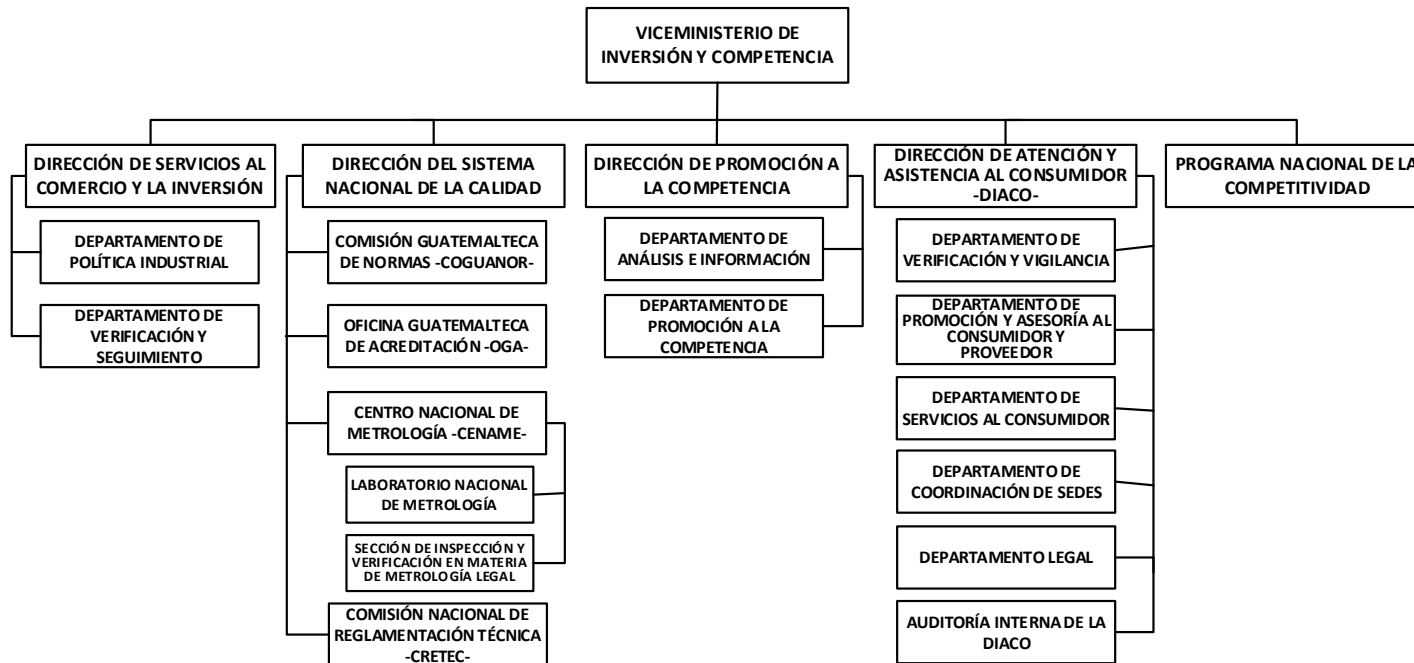 VICEMINISTERIO DE
INVERSIÓN Y COMPETENCIA
DIRECCIÓN DE SERVICIOS AL
COMERCIO Y LA INVERSIÓN
DEPARTAMENTO DE
POLÍTICA INDUSTRIAL
DEPARTAMENTO DE
VERIFICACIÓN Y
SEGUIMIENTO
DIRECCIÓN DEL SISTEMA
NACIONAL DE LA CALIDAD
COMISIÓN GUATEMALTECA
DE NORMAS -COGUANOR-
OFICINA GUATEMALTECA
DE ACREDITACIÓN -OGA-
CENTRO NACIONAL DE
METROLOGÍA -CENAME-
LABORATORIO NACIONAL
DE METROLOGÍA
SECCIÓN DE INSPECCIÓN Y
VERIFICACIÓN EN MATERIA
DE METROLOGÍA LEGAL
COMISIÓN NACIONAL DE
REGLAMENTACIÓN TÉCNICA
-CRETEC-
DIRECCIÓN DE PROMOCIÓN A
LA COMPETENCIA
DEPARTAMENTO DE
ANÁLISIS E INFORMACIÓN
DEPARTAMENTO DE
PROMOCIÓN A LA
COMPETENCIA
DIRECCIÓN DE ATENCIÓN Y
ASISTENCIA AL CONSUMIDOR
-DIACO-
DEPARTAMENTO DE
VERIFICACIÓN Y VIGILANCIA
DEPARTAMENTO DE
PROMOCIÓN Y ASESORÍA AL
CONSUMIDOR Y
PROVEEDOR
DEPARTAMENTO DE
SERVICIOS AL CONSUMIDOR
DEPARTAMENTO DE
COORDINACIÓN DE SEDES
DEPARTAMENTO LEGAL
AUDITORÍA INTERNA DE LA
DIACO
PROGRAMA NACIONAL DE LA
COMPETITIVIDAD